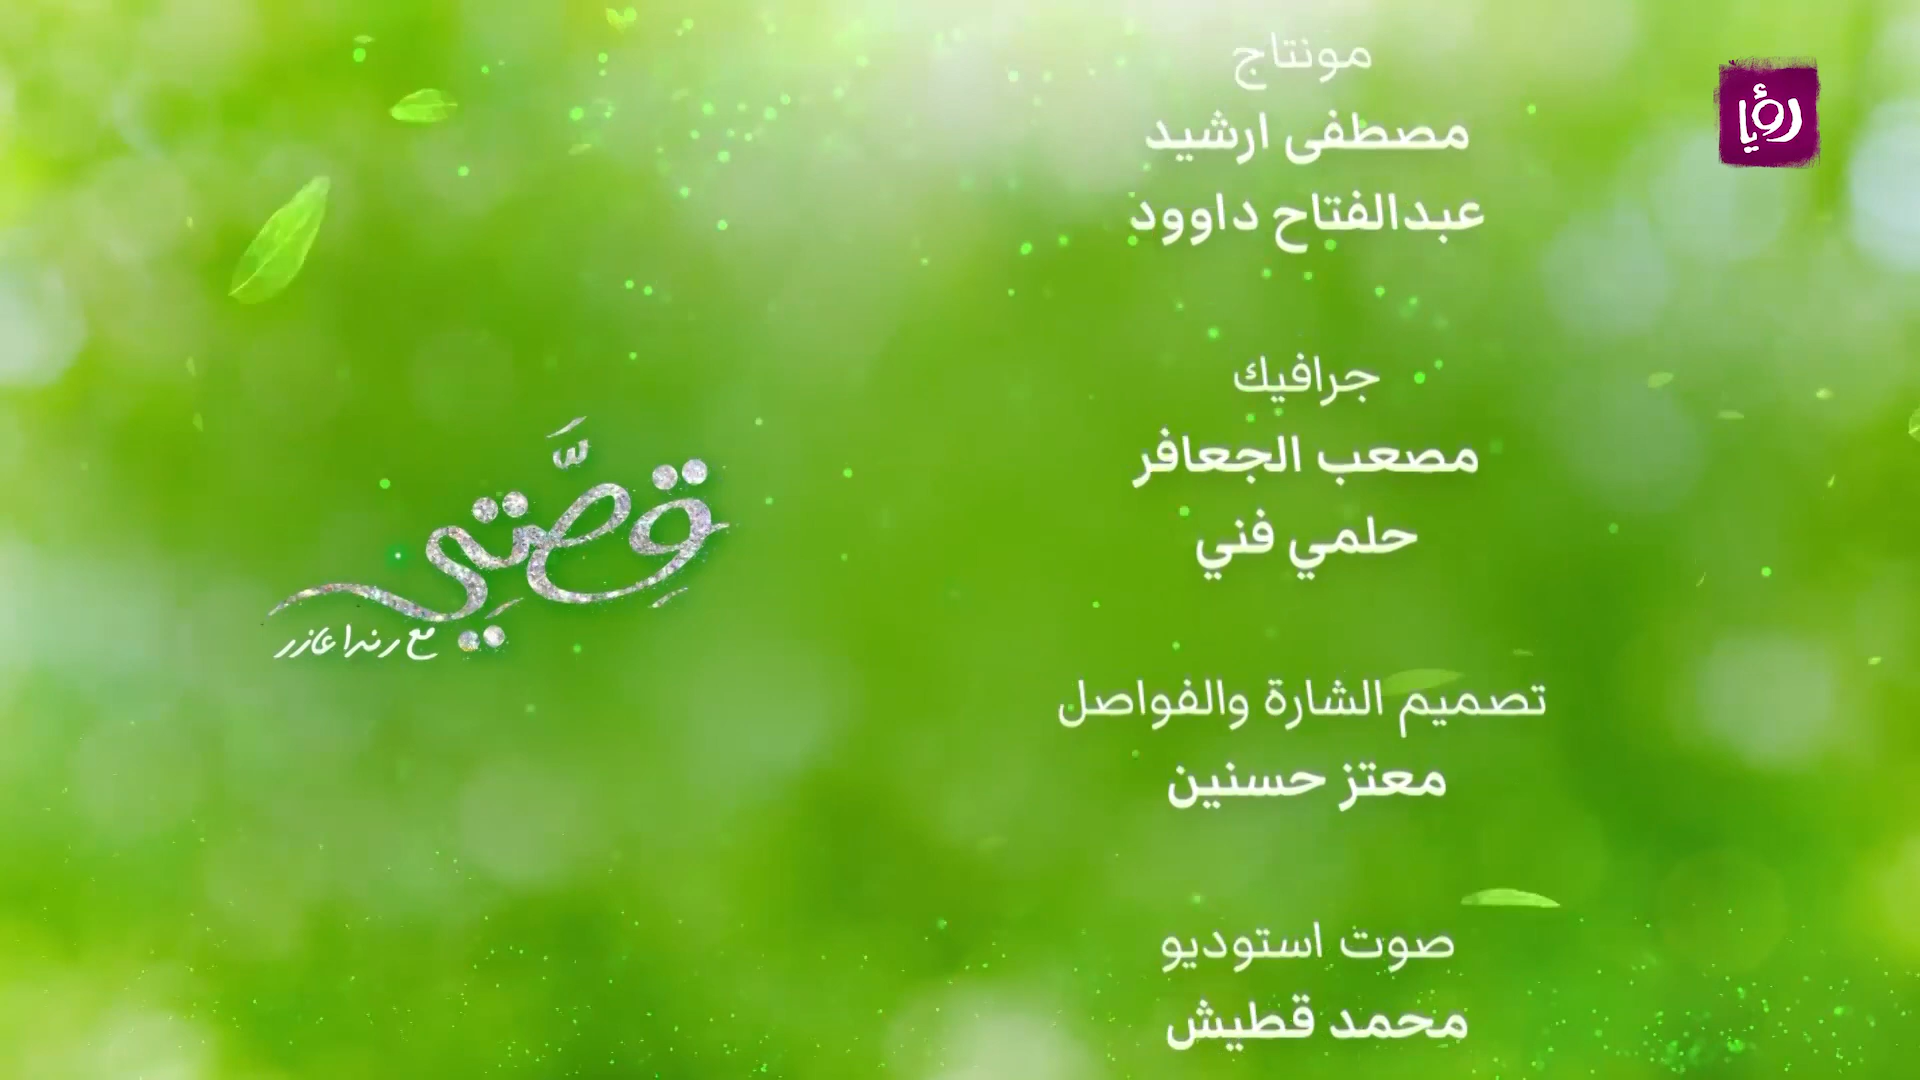 رؤيا
مونتاج
مصطفى ارشيد
عبدالفتاح داوود
جرافيك
مصعب الجعافر
حلمي فني
قِصَّتِي
مع رندا عازر
تصميم الشارة والفواصل
معتز حسنين
صوت استوديو
محمد قطيش